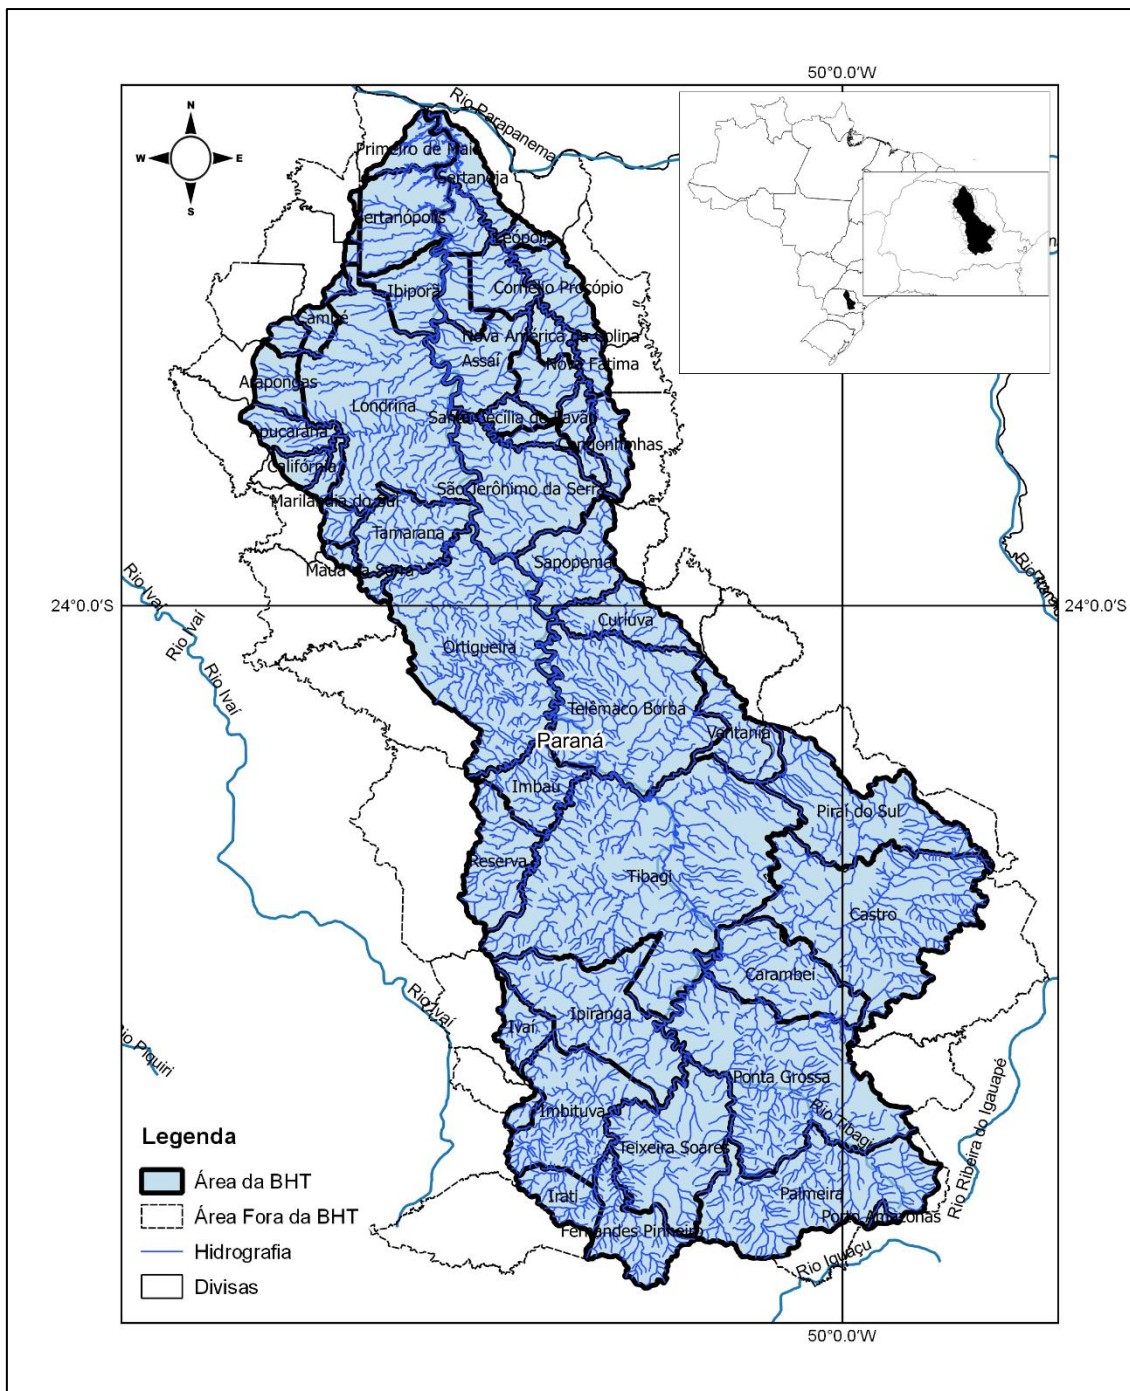 50°0.0'W
N
W
E
S
Rio Parapanema
Primeiro de Maio
Sertaneja
Sertanópolis
Leópolis
Ibiporã
Cornélio Procópio
Cambé
Nova América da Colina
Assaí
Nova Fátima
Arapongas
Londrina
Santa Cecília do Pavão
Apucarana
Congonhinhas
Califórnia
São Jerônimo da Serra
Marilândia do Sul
Tamarana
Sapopema
Mauá da Serra
Rio Ivaí
24°0.0'S
24°0.0'S
Curiúva
Rio Ivaí
Ortigueira
Rio Ivaí
Telêmaco Borba
Ventania
Paraná
Imbaú
Piraí do Sul
Reserva
Tibagi
Castro
Carambeí
Rio Ivaí
Ipiranga
Ivaí
Rio Piquiri
Ponta Grossa
Rio Ribeira do Igauapé
Imbituva
Rio Tibagi
Teixeira Soares
Legenda
Área da BHT
Área Fora da BHT
Hidrografia
Divisas
Irati
Palmeira
Fernandes Pinheiro
Porto Amazonas
Rio Iguaçu
50°0.0'W